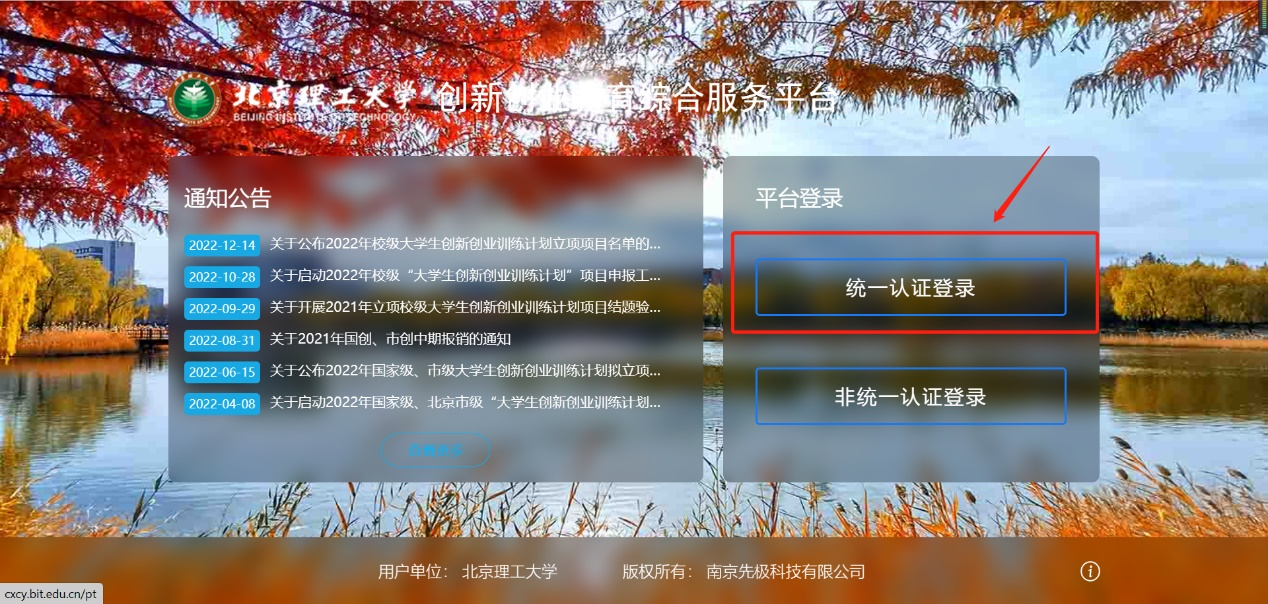 北京理工大学
创新创业教育综合服务平台
BEIJING INSTITUTE OF TECHNOLOGY
通知公告
2022-12-14 关于公布2022年校级大学生创新创业训练计划立项项目名单的...
2022-10-28 关于启动2022年校级“大学生创新创业训练计划”项目申报工...
2022-09-29 关于开展2021年立项校级大学生创新创业训练计划项目结题验...
2022-08-31 关于2021年国创、市创中期报销的通知
2022-06-15 关于公布2022年国家级、市级大学生创新创业训练计划拟立项...
2022-04-08 关于启动2022年国家级、北京市级“大学生创新创业训练计划...
平台登录
统一认证登录
非统一认证登录
用户单位： 北京理工大学 版权所有： 南京先极科技有限公司
cxcy.bit.edu.cn/pt